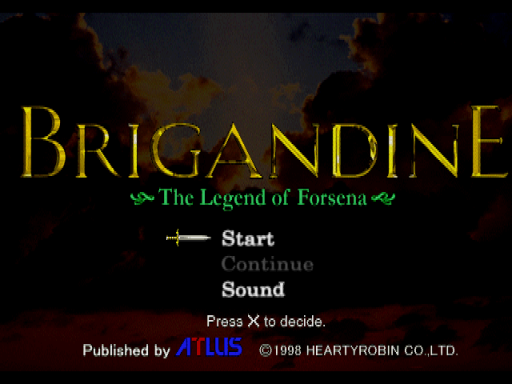 BRIGANDINE
The Legend of Forsena
Start
Continue
Sound
Press X to decide.
Published by ATLUS ©1998 HEARTYROBIN CO.,LTD.